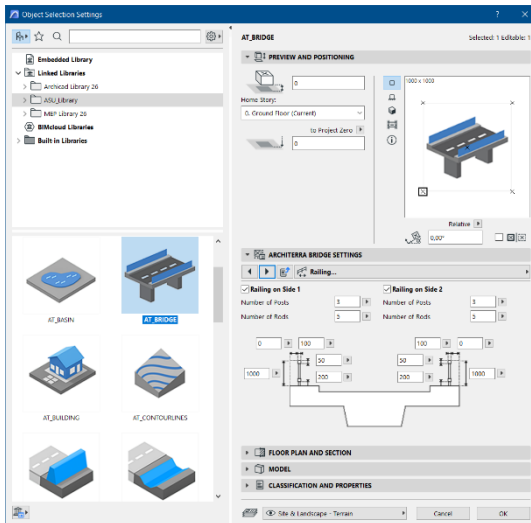 Object Selection Settings
Embedded Library
Linked Libraries
Archicad Library 26
ASU_Library
MEP Library 26
BIMcloud Libraries
Built in Libraries
AT_BASIN
AT_BRIDGE
AT_BUILDING
AT_CONTOURLINES
AT_BRIDGE
Selected: 1 Editable: 1
PREVIEW AND POSITIONING
0
Home Story:
0. Ground Floor (Current)
to Project Zero
0
1000 x 1000
Relative
0,00°
ARCHITERRA BRIDGE SETTINGS
Railing...
Railing on Side 1
Railing on Side 2
Number of Posts 3
Number of Posts 3
Number of Rods 3
Number of Rods 3
0 100
100 0
50
50
1000
200
200
1000
FLOOR PLAN AND SECTION
MODEL
CLASSIFICATION AND PROPERTIES
Site & Landscape - Terrain
Cancel
OK